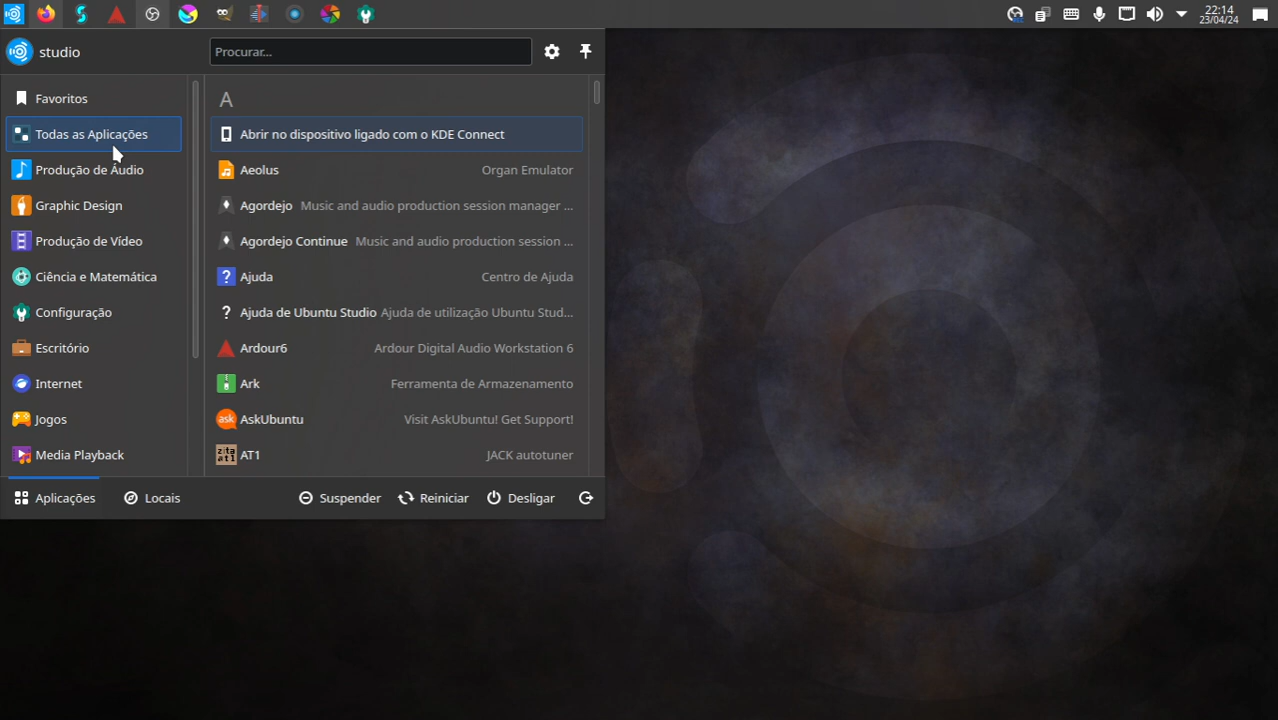 22:14
23/04/24
studio
Procurar...
Favoritos
Todas as Aplicações
Produção de Áudio
Graphic Design
Produção de Vídeo
Ciência e Matemática
Configuração
Escritório
Internet
Jogos
Media Playback
A
Abrir no dispositivo ligado com o KDE Connect
Aeolus Organ Emulator
Agordejo Music and audio production session manager ...
Agordejo Continue Music and audio production session ...
Ajuda Centro de Ajuda
Ajuda de Ubuntu Studio Ajuda de utilização Ubuntu Stud...
Ardour6 Ardour Digital Audio Workstation 6
Ark Ferramenta de Armazenamento
ask AskUbuntu Visit AskUbuntu! Get Support!
zita at1 AT1 JACK autotuner
Aplicações Locais Suspender Reiniciar Desligar